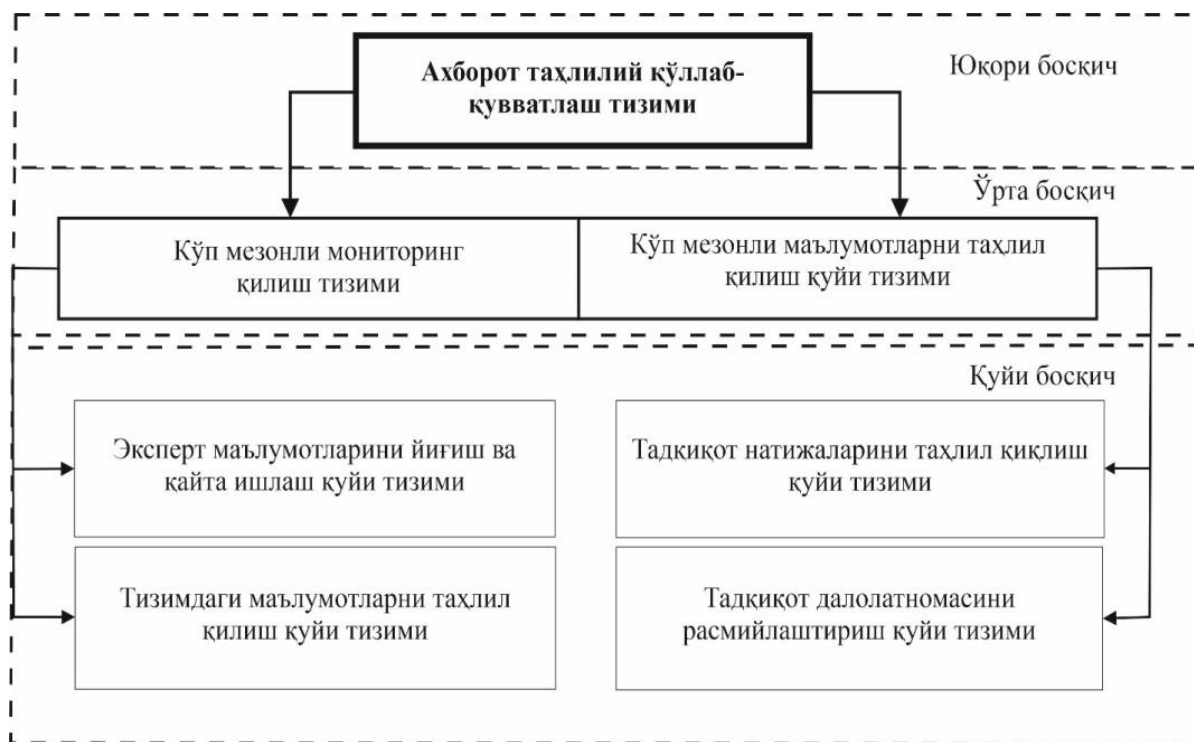 Юқори босқич
Ахборот таҳлилий қўллаб-
қувватлаш тизими
Ўрта босқич
Кўп мезонли мониторинг
қилиш тизими
Кўп мезонли маълумотларни таҳлил
қилиш қуйи тизими
Қуйи босқич
Эксперт маълумотларини йиғиш ва
қайта ишлаш қуйи тизими
Тадқиқот натижаларини таҳлил қиқлиш
қуйи тизими
Тизимдаги маълумотларни таҳлил
қилиш қуйи тизими
Тадқиқот далолатномасини
расмийлаштириш қуйи тизими